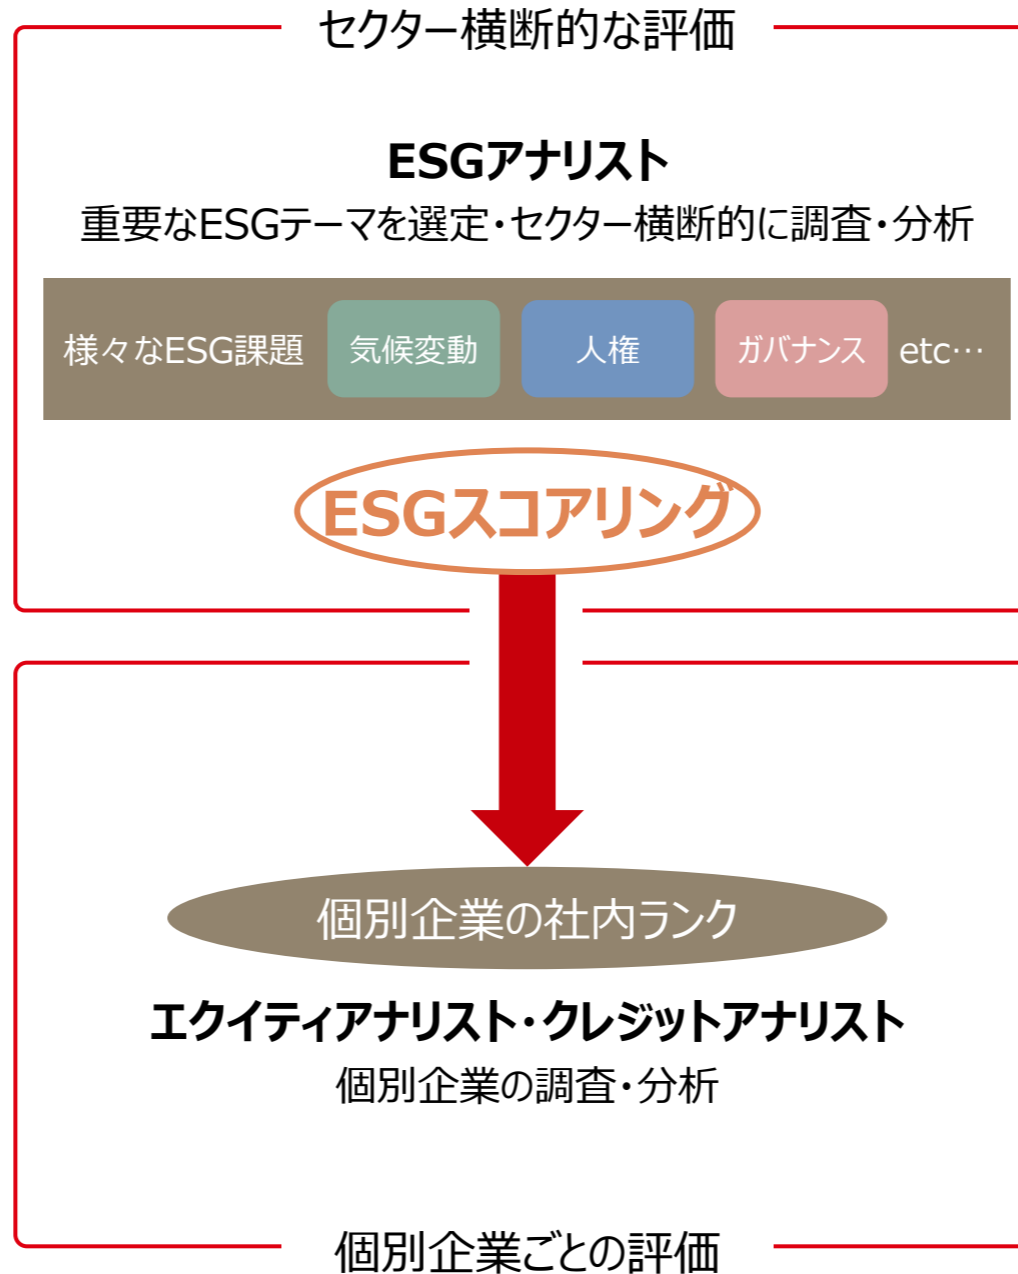 セクター横断的な評価
ESGアナリスト
重要なESGテーマを選定・セクター横断的に調査・分析
様々なESG課題 気候変動 人権 ガバナンス etc…
ESGスコアリング
個別企業の社内ランク
エクイティアナリスト・クレジットアナリスト
個別企業の調査・分析
個別企業ごとの評価